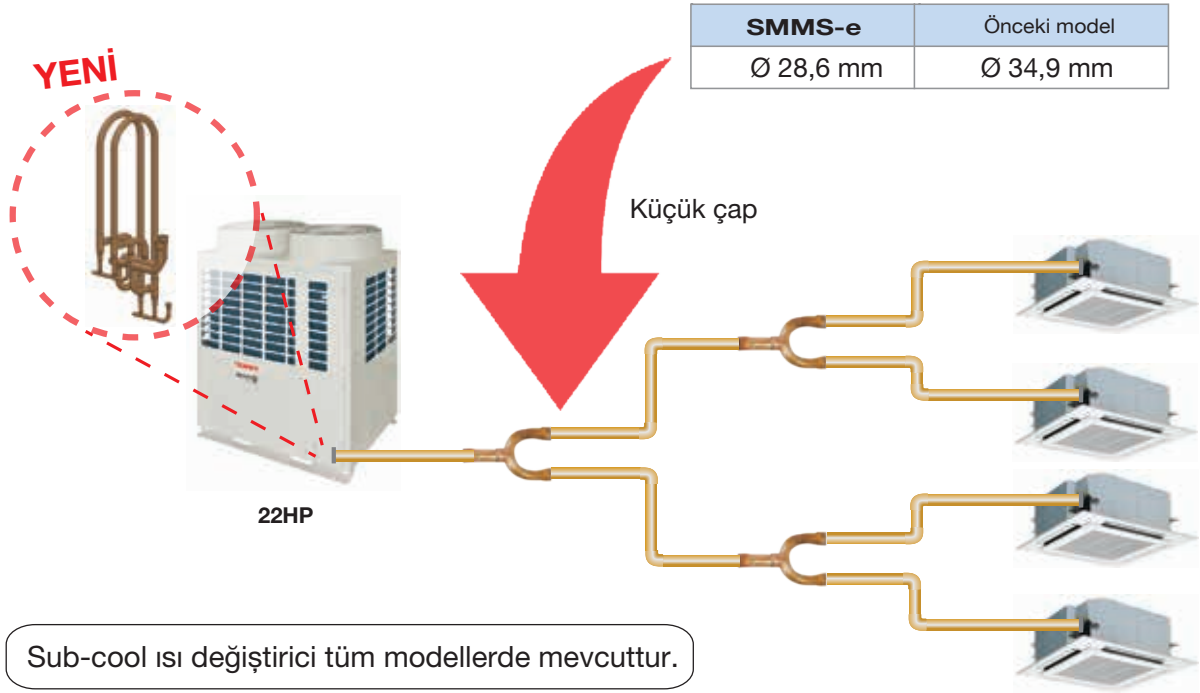 SMMS-e Önceki model
Ø 28,6 mm Ø 34,9 mm
YENİ
Küçük çap
22HP
Sub-cool ısı değiştirici tüm modellerde mevcuttur.